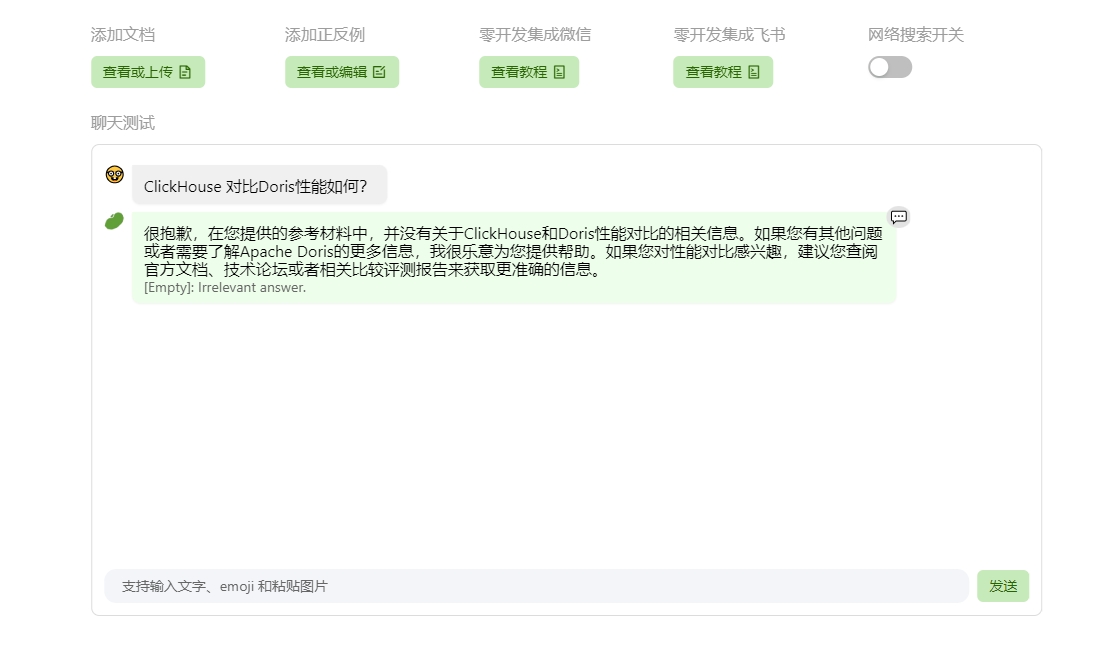 添加文档
添加正反例
零开发集成微信
零开发集成飞书
网络搜索开关
查看或上传
查看或编辑
查看教程
查看教程
聊天测试
ClickHouse 对比Doris性能如何？
很抱歉，在您提供的参考材料中，并没有关于ClickHouse和Doris性能对比的相关信息。如果您有其他问题
或者需要了解Apache Doris的更多信息，我很乐意为您提供帮助。如果您对性能对比感兴趣，建议您查阅
官方文档、技术论坛或者相关比较评测报告来获取更准确的信息。
[Empty]: Irrelevant answer.
支持输入文字、emoji 和粘贴图片
发送